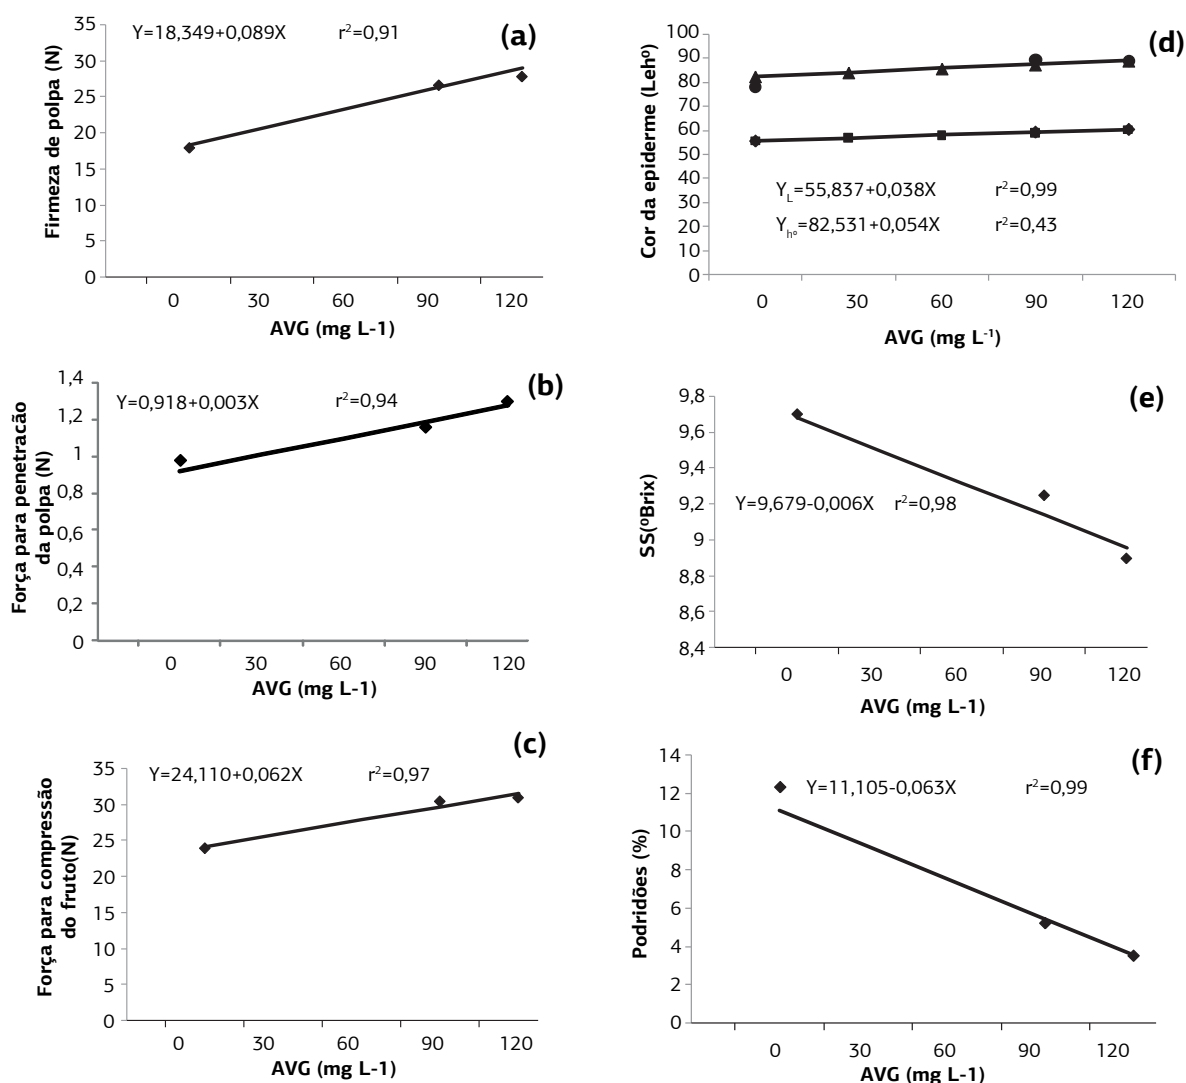 (a)
Y=18,349+0,089X r²=0,91
Firmeza de polpa (N)
35
30
25
20
15
10
5
0
0 30 60 90 120
AVG (mg L-1)
(b)
Y=0,918+0,003X r²=0,94
Força para penetracão
da polpa (N)
1,4
1,2
1
0,8
0,6
0,4
0,2
0
0 30 60 90 120
AVG (mg L-1)
(c)
Y=24,110+0,062X r²=0,97
Força para compressão
do fruto(N)
35
30
25
20
15
10
5
0
0 30 60 90 120
AVG (mg L-1)
(d)
Cor da epiderme (Lehº)
100
90
80
70
60
50
40
30
20
10
0
Y_L=55,837+0,038X r²=0,99
Y_hº=82,531+0,054X r²=0,43
0 30 60 90 120
AVG (mg L⁻¹)
(e)
SS(ºBrix)
9,8
9,6
9,4
9,2
9
8,8
8,6
8,4
Y=9,679-0,006X r²=0,98
0 30 60 90 120
AVG (mg L-1)
(f)
Y=11,105-0,063X r²=0,99
Podridões (%)
14
12
10
8
6
4
2
0
0 30 60 90 120
AVG (mg L-1)